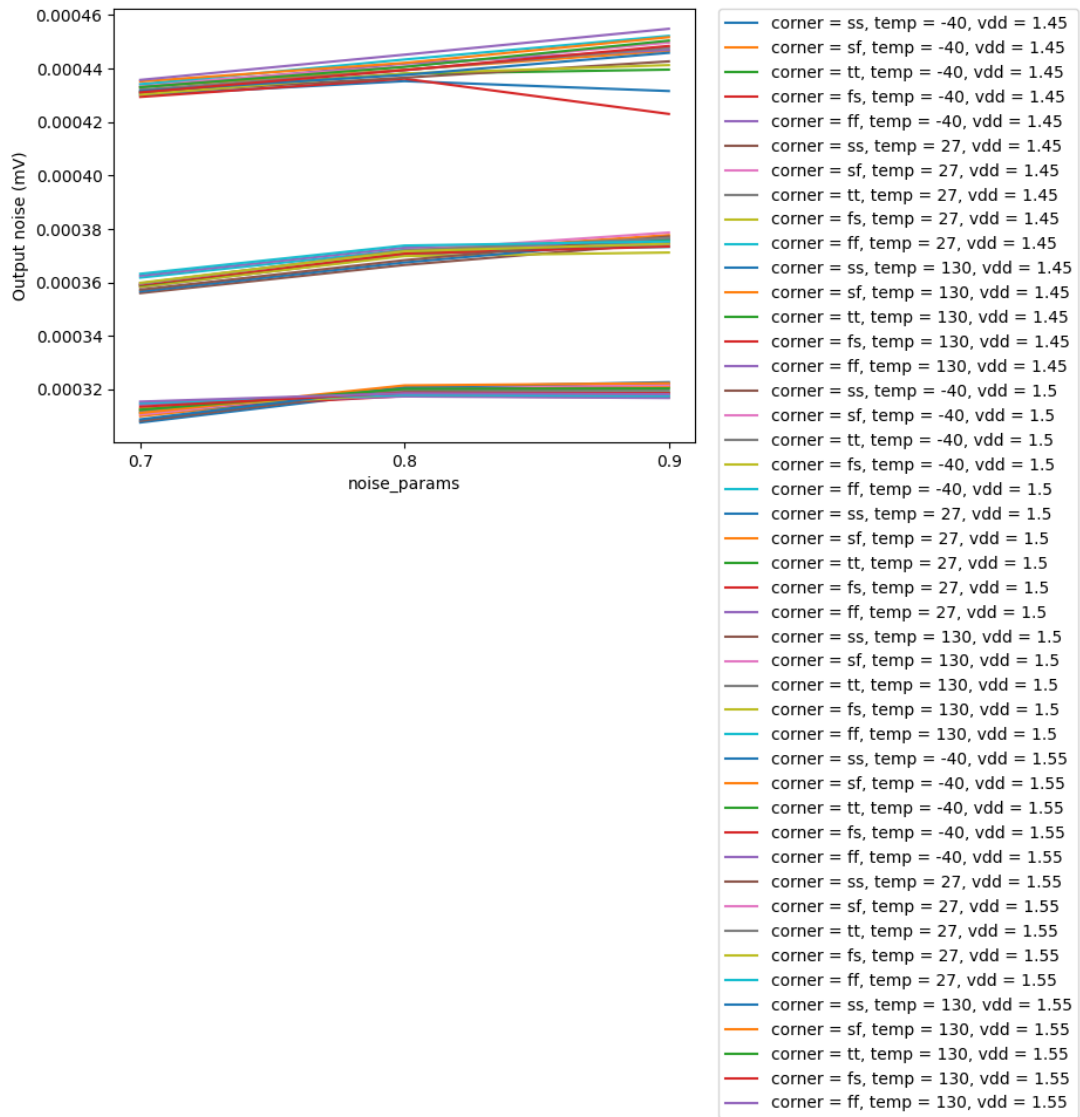 0.00046
0.00044
0.00042
0.00040
0.00038
0.00036
0.00034
0.00032
Output noise (mV)
0.7
0.8
0.9
noise_params
corner = ss, temp = -40, vdd = 1.45
corner = sf, temp = -40, vdd = 1.45
corner = tt, temp = -40, vdd = 1.45
corner = fs, temp = -40, vdd = 1.45
corner = ff, temp = -40, vdd = 1.45
corner = ss, temp = 27, vdd = 1.45
corner = sf, temp = 27, vdd = 1.45
corner = tt, temp = 27, vdd = 1.45
corner = fs, temp = 27, vdd = 1.45
corner = ff, temp = 27, vdd = 1.45
corner = ss, temp = 130, vdd = 1.45
corner = sf, temp = 130, vdd = 1.45
corner = tt, temp = 130, vdd = 1.45
corner = fs, temp = 130, vdd = 1.45
corner = ff, temp = 130, vdd = 1.45
corner = ss, temp = -40, vdd = 1.5
corner = sf, temp = -40, vdd = 1.5
corner = tt, temp = -40, vdd = 1.5
corner = fs, temp = -40, vdd = 1.5
corner = ff, temp = -40, vdd = 1.5
corner = ss, temp = 27, vdd = 1.5
corner = sf, temp = 27, vdd = 1.5
corner = tt, temp = 27, vdd = 1.5
corner = fs, temp = 27, vdd = 1.5
corner = ff, temp = 27, vdd = 1.5
corner = ss, temp = 130, vdd = 1.5
corner = sf, temp = 130, vdd = 1.5
corner = tt, temp = 130, vdd = 1.5
corner = fs, temp = 130, vdd = 1.5
corner = ff, temp = 130, vdd = 1.5
corner = ss, temp = -40, vdd = 1.55
corner = sf, temp = -40, vdd = 1.55
corner = tt, temp = -40, vdd = 1.55
corner = fs, temp = -40, vdd = 1.55
corner = ff, temp = -40, vdd = 1.55
corner = ss, temp = 27, vdd = 1.55
corner = sf, temp = 27, vdd = 1.55
corner = tt, temp = 27, vdd = 1.55
corner = fs, temp = 27, vdd = 1.55
corner = ff, temp = 27, vdd = 1.55
corner = ss, temp = 130, vdd = 1.55
corner = sf, temp = 130, vdd = 1.55
corner = tt, temp = 130, vdd = 1.55
corner = fs, temp = 130, vdd = 1.55
corner = ff, temp = 130, vdd = 1.55